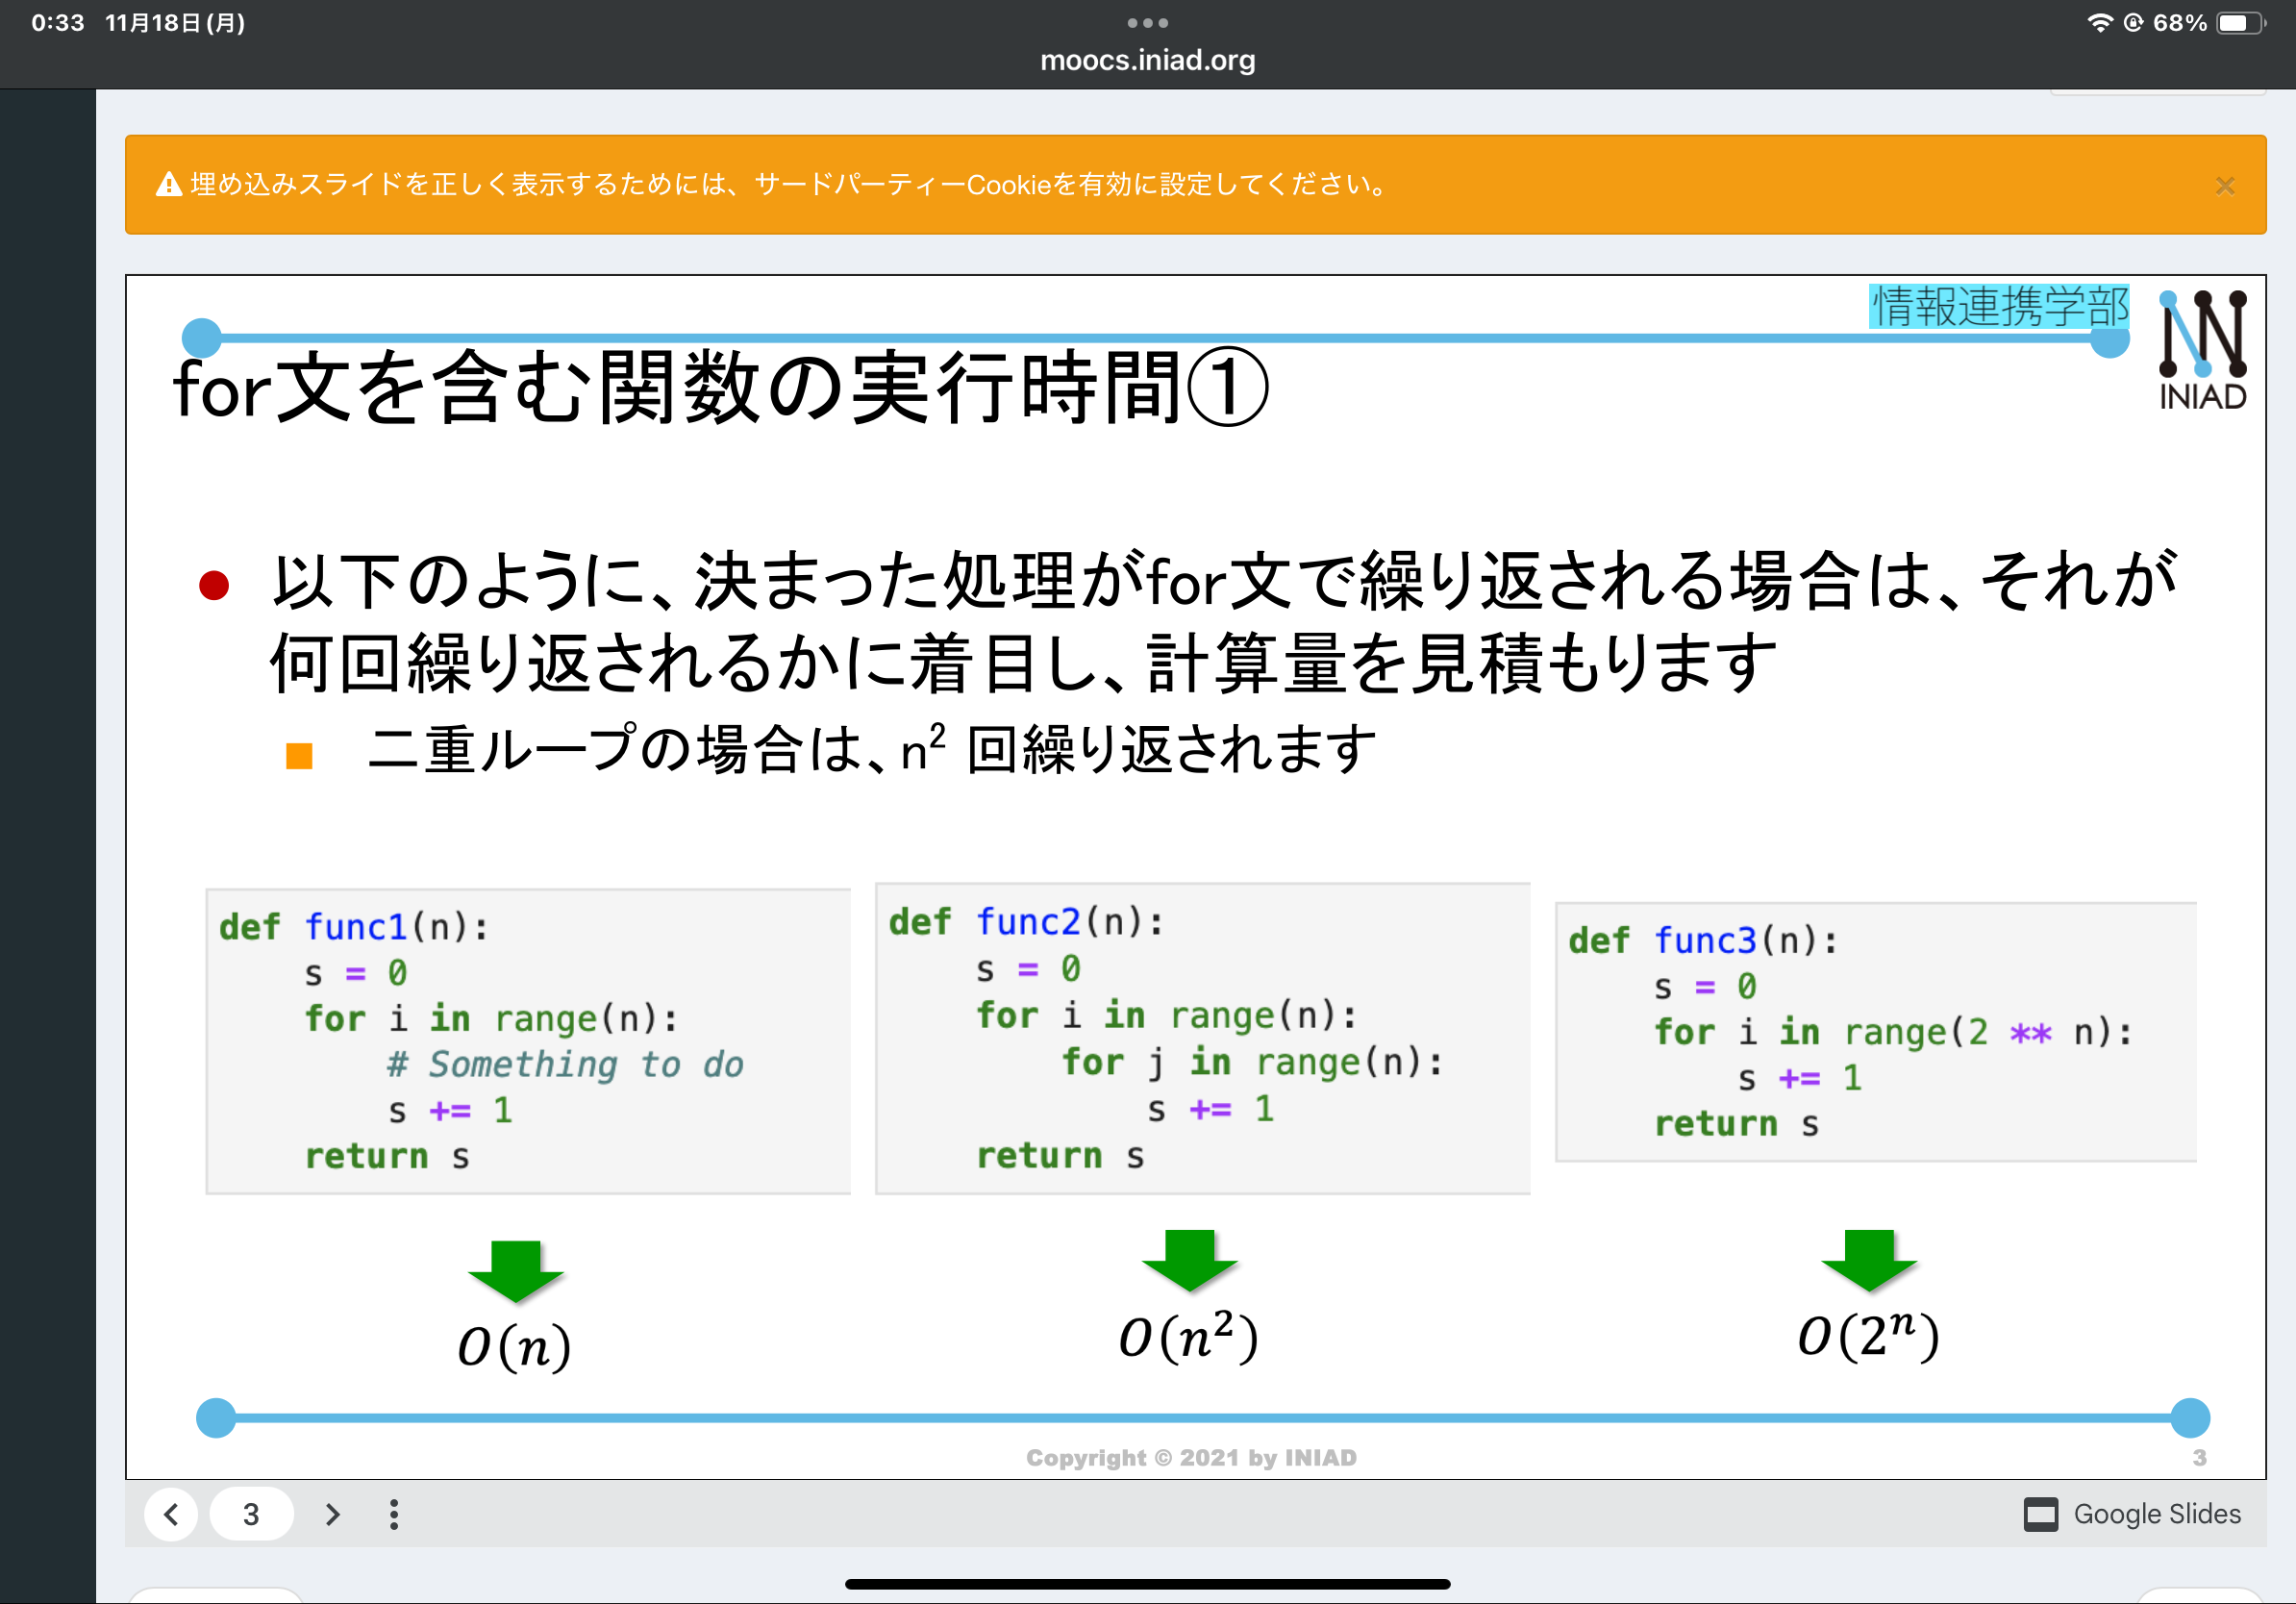 0:33 11月18日(月)
68%
moocs.iniad.org
埋め込みスライドを正しく表示するためには、サードパーティーCookieを有効に設定してください。
×
情報連携学部
INIAD
for文を含む関数の実行時間①
● 以下のように、決まった処理がfor文で繰り返される場合は、それが
何回繰り返されるかに着目し、計算量を見積もります
■ 二重ループの場合は、n² 回繰り返されます
def func1(n):
    s = 0
    for i in range(n):
        # Something to do
        s += 1
    return s
def func2(n):
    s = 0
    for i in range(n):
        for j in range(n):
            s += 1
    return s
def func3(n):
    s = 0
    for i in range(2 ** n):
        s += 1
    return s
O(n)
O(n²)
O(2ⁿ)
Copyright © 2021 by INIAD
3
3
Google Slides